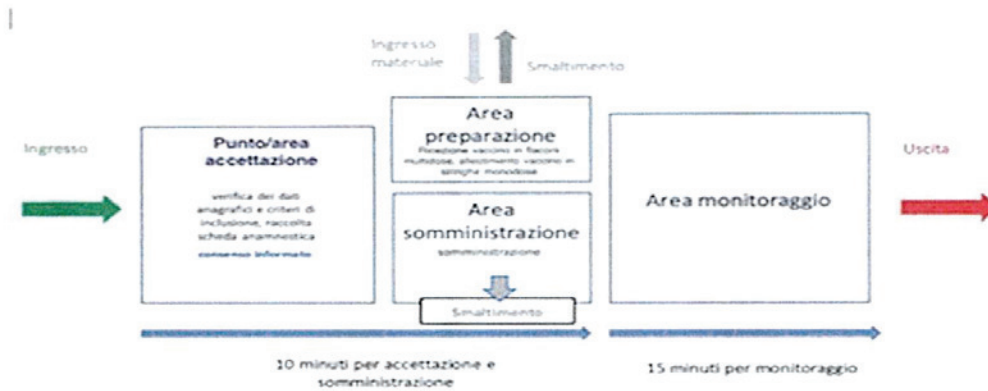 Ingresso
materiale
Smaltimento
Ingresso
Punto/area
accettazione
verifica dei dati
anagrafici e criteri di
inclusione, raccolta
scheda anamnestica
consenso informato
Area
preparazione
Ricezione vaccino in flaconi
multidose, allestimento vaccino in
siringhe monodose
Area
somministrazione
somministrazione
Smaltimento
Area monitoraggio
Uscita
10 minuti per accettazione e
somministrazione
15 minuti per monitoraggio